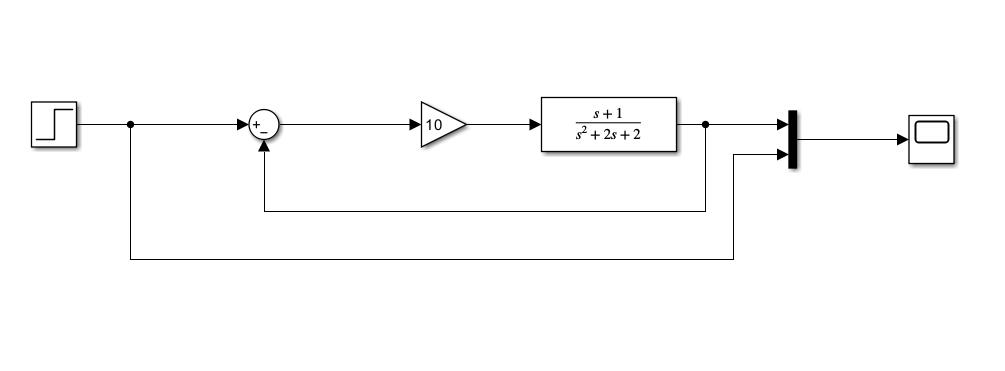 +
−
10
s + 1
s² + 2s + 2